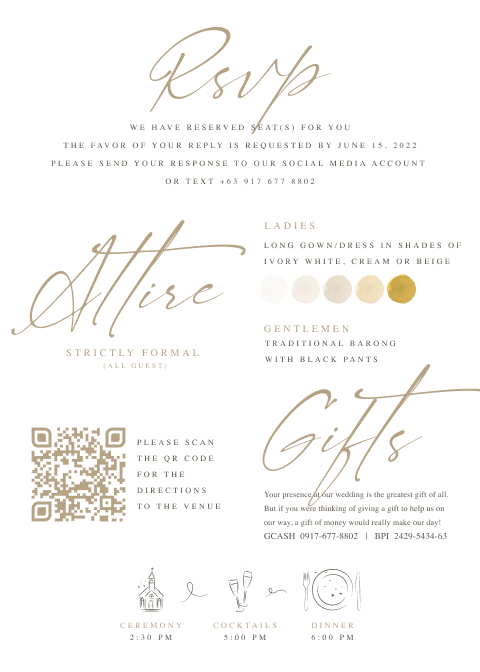 Rsvp
WE HAVE RESERVED SEAT(S) FOR YOU
THE FAVOR OF YOUR REPLY IS REQUESTED BY JUNE 15, 2022
PLEASE SEND YOUR RESPONSE TO OUR SOCIAL MEDIA ACCOUNT
OR TEXT +63 917 677 8802
Attire
STRICTLY FORMAL
(ALL GUEST)
LADIES
LONG GOWN/DRESS IN SHADES OF
IVORY WHITE, CREAM OR BEIGE
GENTLEMEN
TRADITIONAL BARONG
WITH BLACK PANTS
PLEASE SCAN
THE QR CODE
FOR THE
DIRECTIONS
TO THE VENUE
Gifts
Your presence at our wedding is the greatest gift of all.
But if you were thinking of giving a gift to help us on
our way, a gift of money would really make our day!
GCASH 0917-677-8802 | BPI 2429-5434-63
CEREMONY
2:30 PM
COCKTAILS
5:00 PM
DINNER
6:00 PM